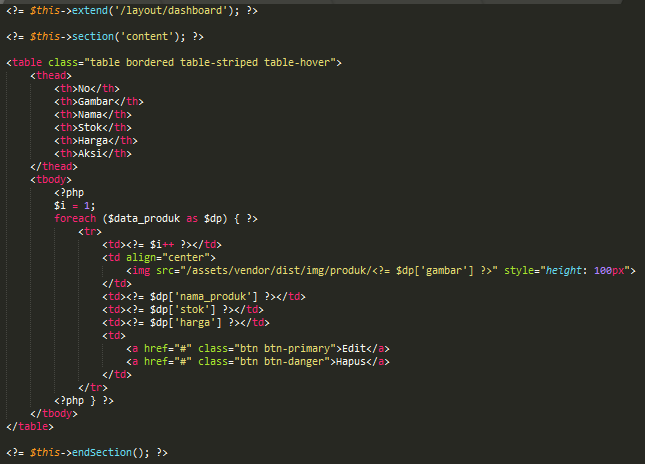 <?= $this->extend('/layout/dashboard'); ?>

<?= $this->section('content'); ?>

<table class="table bordered table-striped table-hover">
    <thead>
        <th>No</th>
        <th>Gambar</th>
        <th>Nama</th>
        <th>Stok</th>
        <th>Harga</th>
        <th>Aksi</th>
    </thead>
    <tbody>
        <?php
        $i = 1;
        foreach ($data_produk as $dp) { ?>
            <tr>
                <td><?= $i++ ?></td>
                <td align="center">
                    <img src="/assets/vendor/dist/img/produk/<?= $dp['gambar'] ?>" style="height: 100px">
                </td>
                <td><?= $dp['nama_produk'] ?></td>
                <td><?= $dp['stok'] ?></td>
                <td><?= $dp['harga'] ?></td>
                <td>
                    <a href="#" class="btn btn-primary">Edit</a>
                    <a href="#" class="btn btn-danger">Hapus</a>
                </td>
            </tr>
        <?php } ?>
    </tbody>
</table>

<?= $this->endSection(); ?>